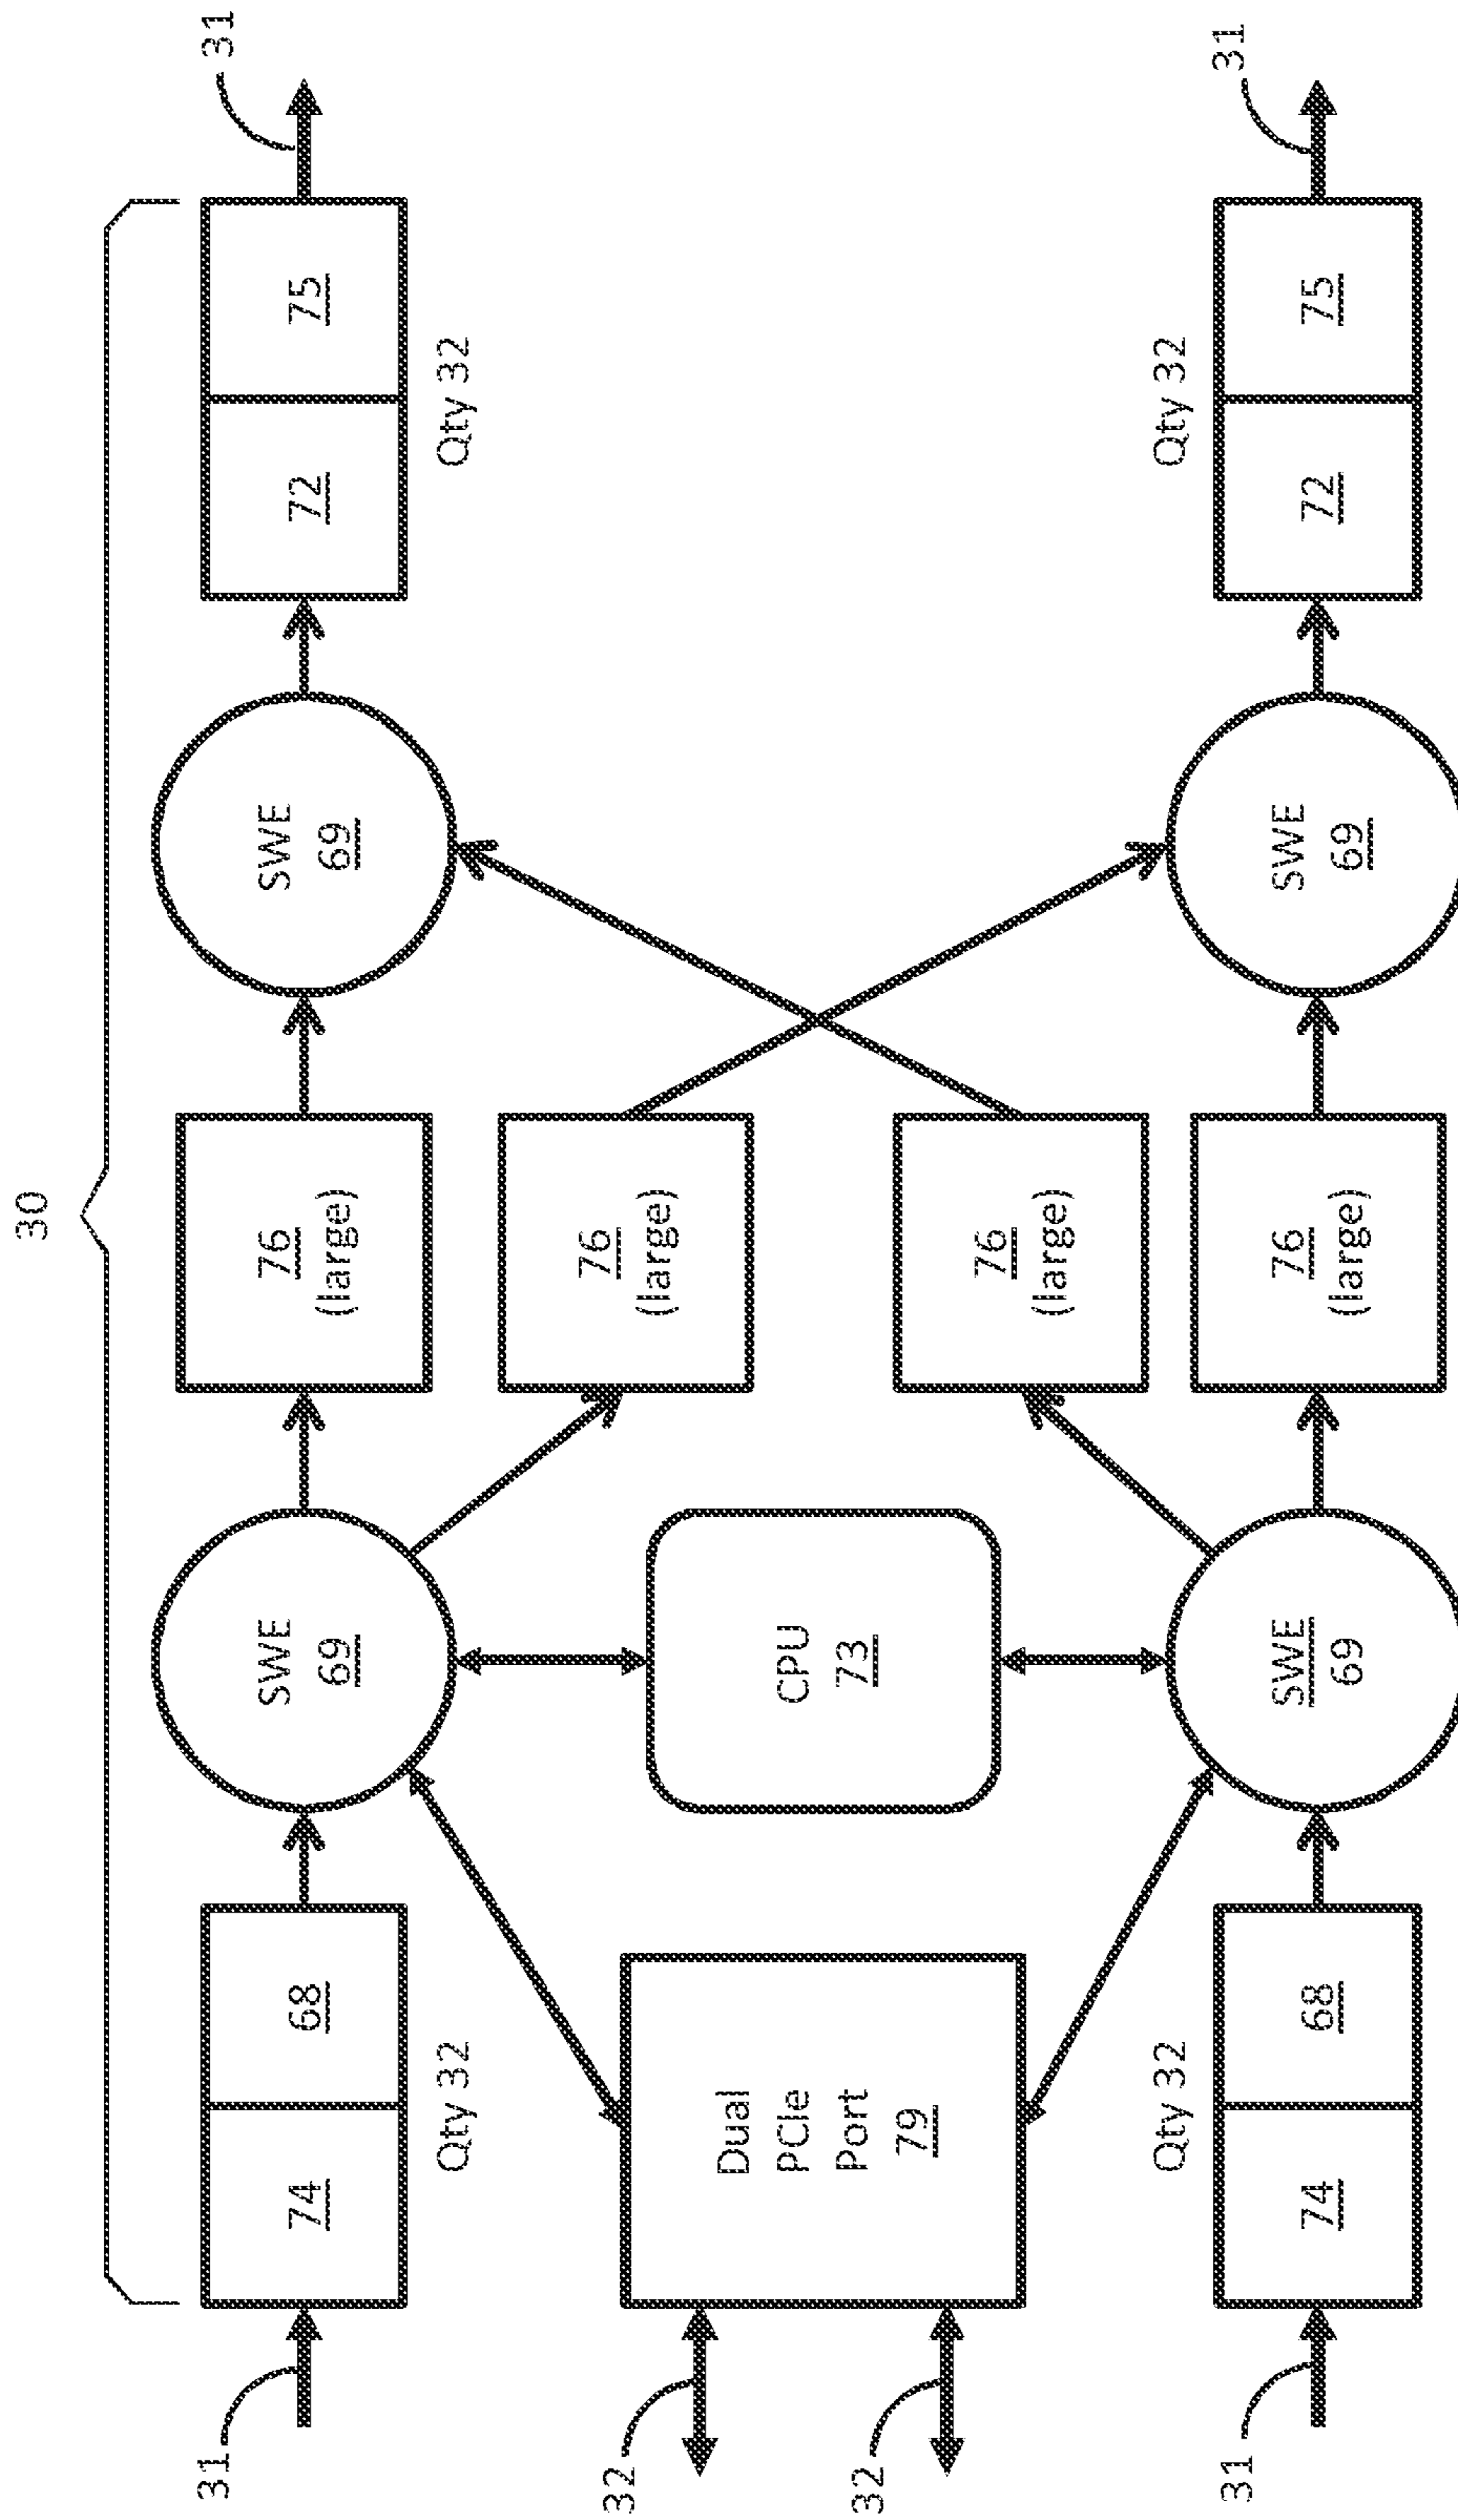 30
31
31
74
68
SWE
69
76
(large)
SWE
69
72
75
Qty 32
Qty 32
32
32
Dual
PCIe
Port
79
CPU
73
76
(large)
76
(large)
Qty 32
Qty 32
31
31
74
68
SWE
69
76
(large)
SWE
69
72
75